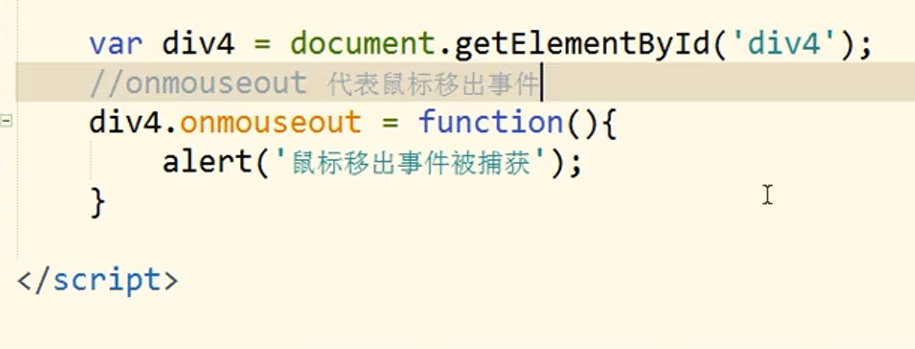 var div4 = document.getElementById('div4');
//onmouseout 代表鼠标移出事件
div4.onmouseout = function(){
alert('鼠标移出事件被捕获');
}
</script>